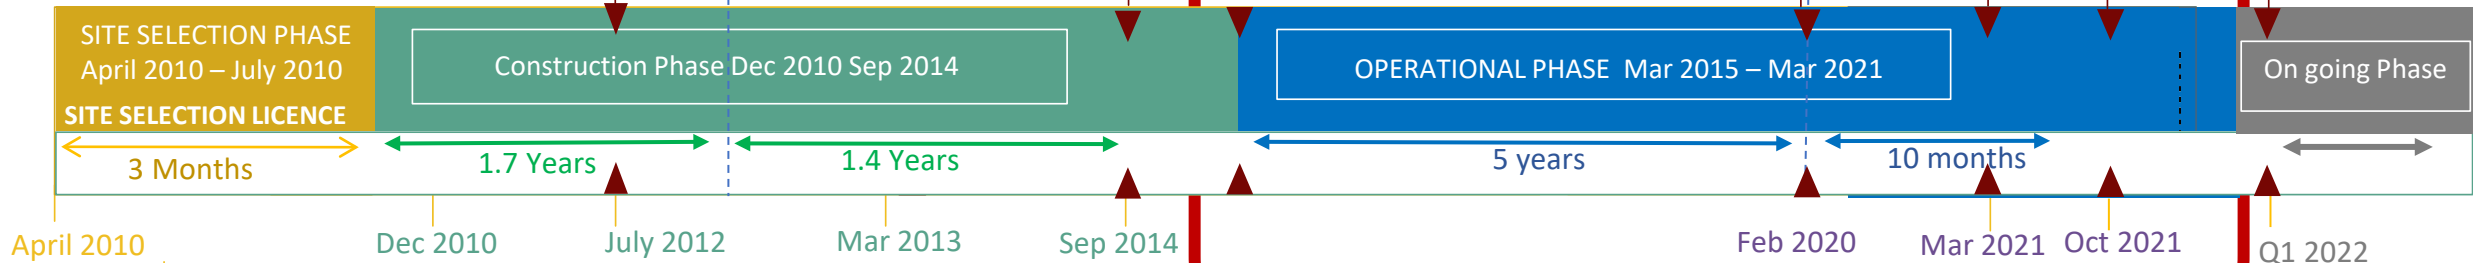 SITE SELECTION PHASE
April 2010 – July 2010
SITE SELECTION LICENCE
Construction Phase Dec 2010 Sep 2014
OPERATIONAL PHASE Mar 2015 – Mar 2021
On going Phase
3 Months
1.7 Years
1.4 Years
5 years
10 months
April 2010
Dec 2010
July 2012
Mar 2013
Sep 2014
Feb 2020
Mar 2021
Oct 2021
Q1 2022